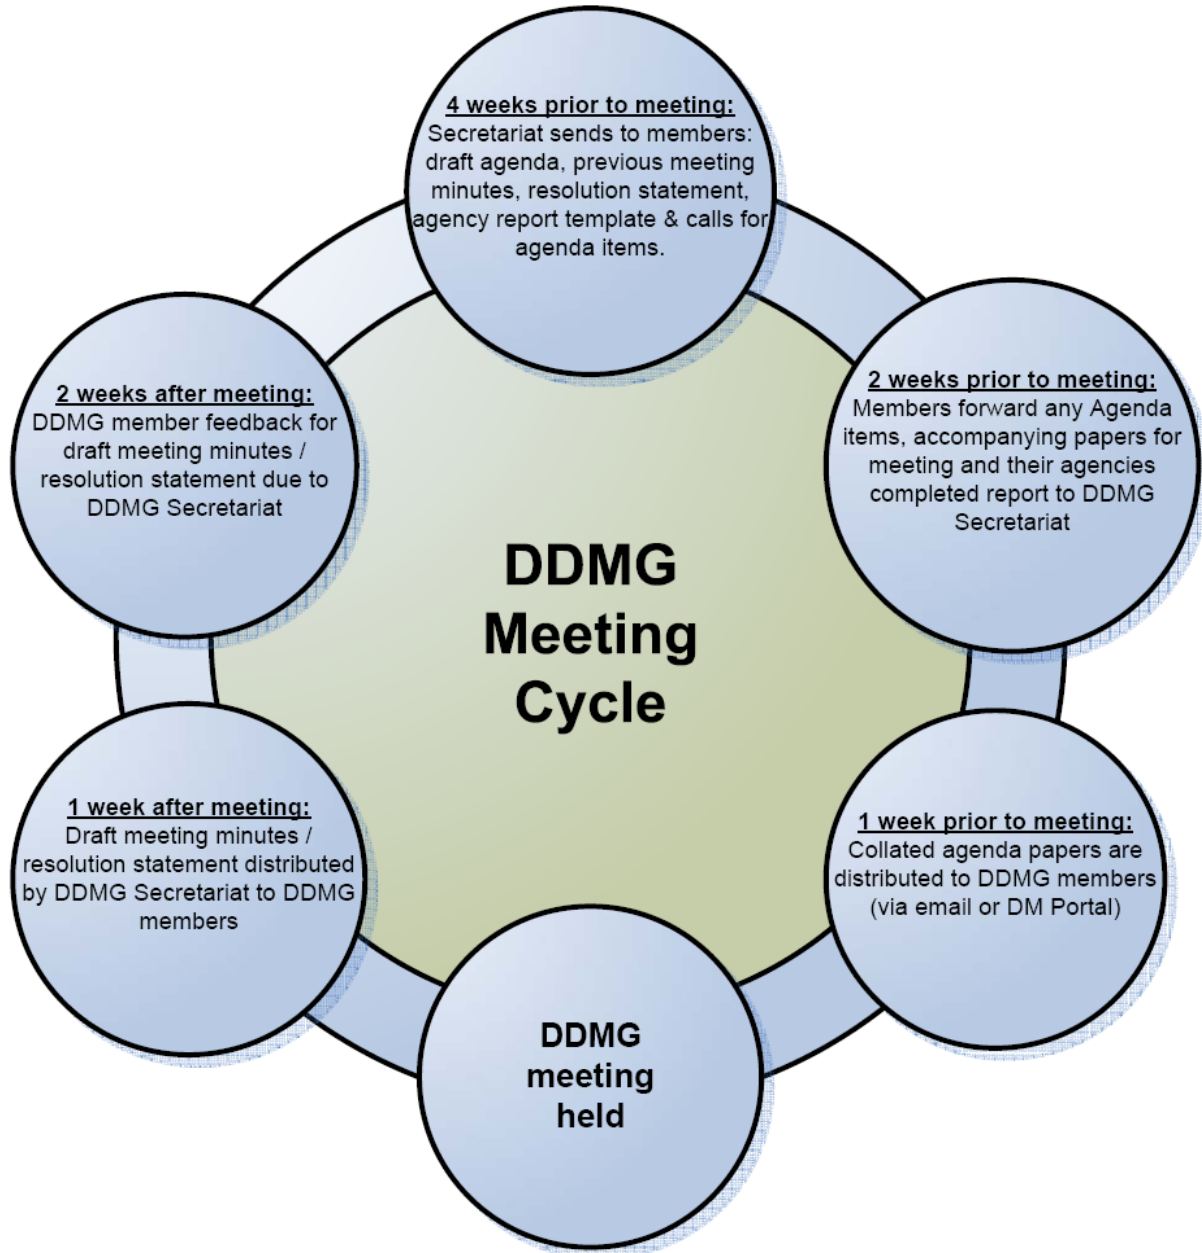 4 weeks prior to meeting:
Secretariat sends to members:
draft agenda, previous meeting
minutes, resolution statement,
agency report template & calls for
agenda items.
2 weeks prior to meeting:
Members forward any Agenda
items, accompanying papers for
meeting and their agencies
completed report to DDMG
Secretariat
1 week prior to meeting:
Collated agenda papers are
distributed to DDMG members
(via email or DM Portal)
DDMG
meeting
held
1 week after meeting:
Draft meeting minutes /
resolution statement distributed
by DDMG Secretariat to DDMG
members
2 weeks after meeting:
DDMG member feedback for
draft meeting minutes /
resolution statement due to
DDMG Secretariat
DDMG
Meeting
Cycle